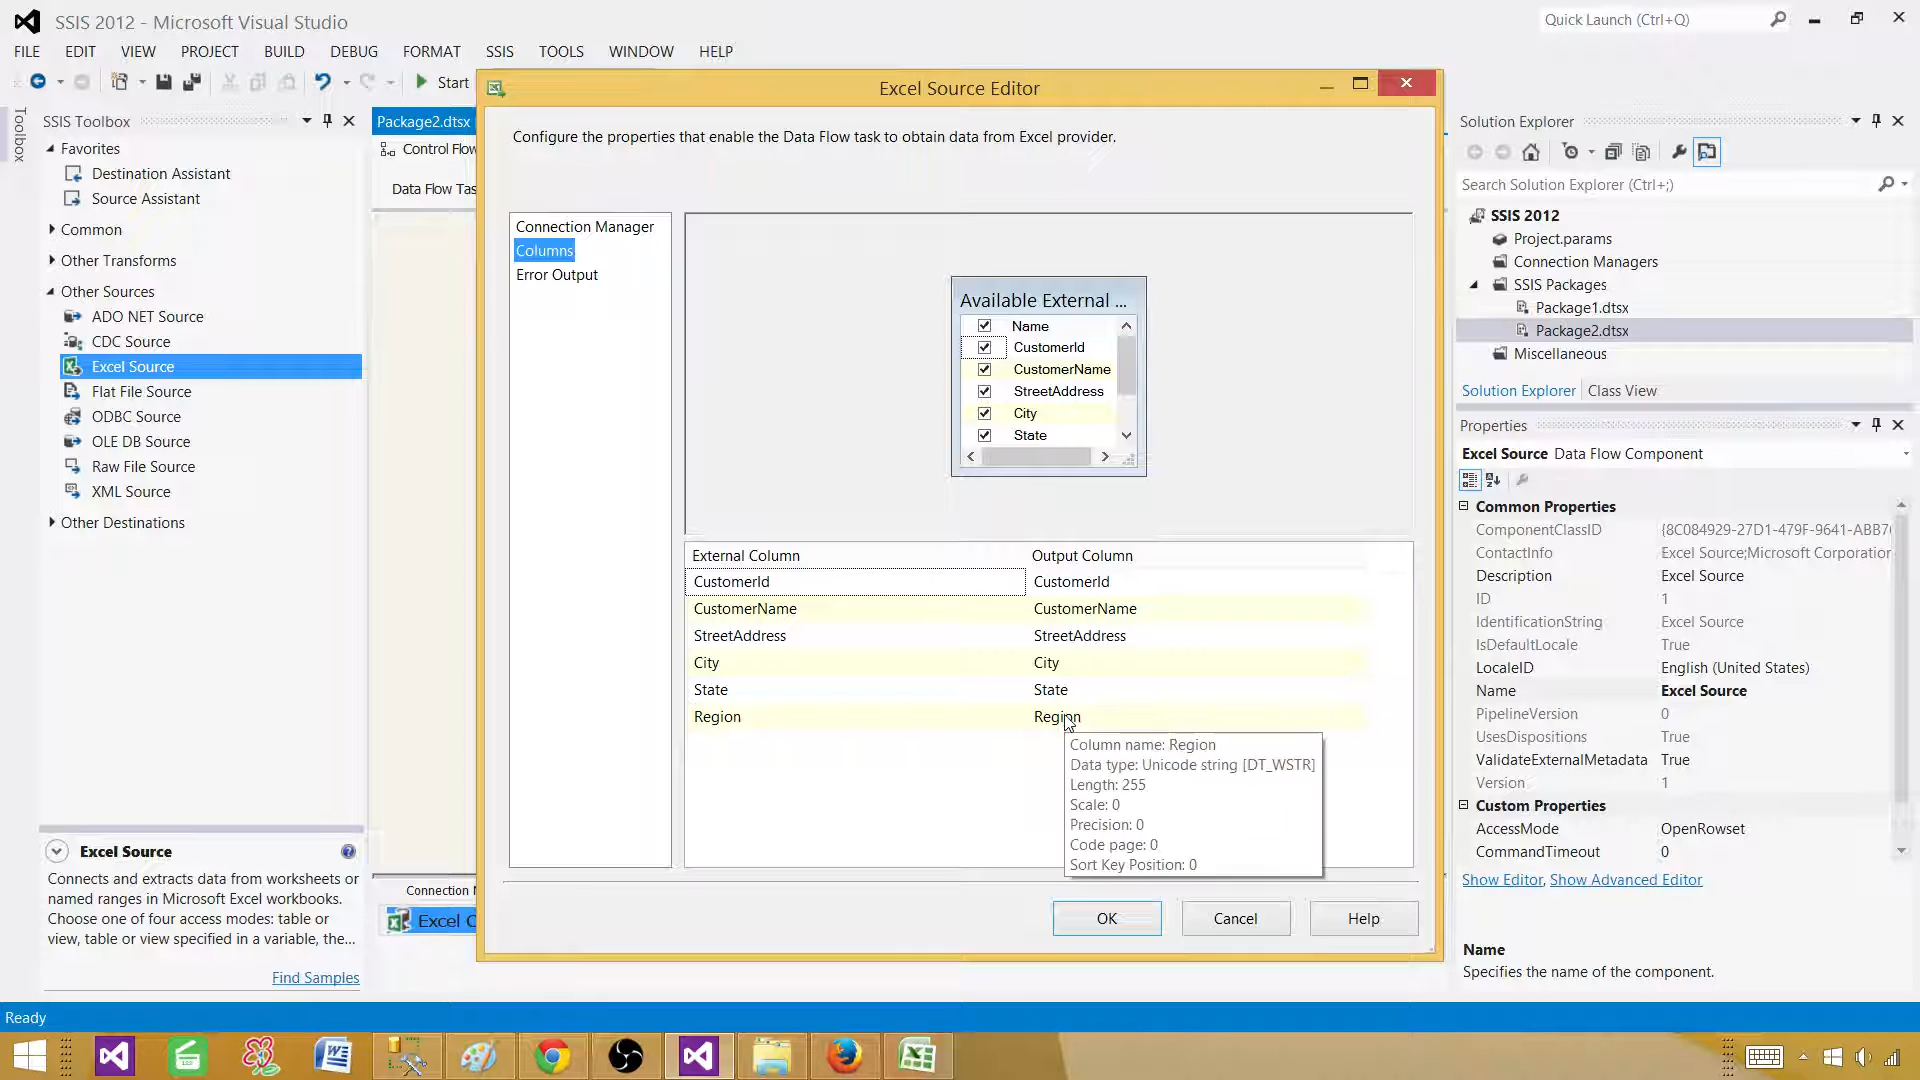 SSIS 2012 - Microsoft Visual Studio
Quick Launch (Ctrl+Q)
FILE EDIT VIEW PROJECT BUILD DEBUG FORMAT SSIS TOOLS WINDOW HELP
Start
Toolbox
SSIS Toolbox
Favorites
Destination Assistant
Source Assistant
Common
Other Transforms
Other Sources
ADO NET Source
CDC Source
Excel Source
Flat File Source
ODBC Source
OLE DB Source
Raw File Source
XML Source
Other Destinations
Excel Source
Connects and extracts data from worksheets or
named ranges in Microsoft Excel workbooks.
Choose one of four access modes: table or
view, table or view specified in a variable, the...
Find Samples
Package2.dtsx
Control Flow
Data Flow Tas
Connection M
Excel C
Excel Source Editor
Configure the properties that enable the Data Flow task to obtain data from Excel provider.
Connection Manager
Columns
Error Output
Available External ...
Name
CustomerId
CustomerName
StreetAddress
City
State
External Column Output Column
CustomerId CustomerId
CustomerName CustomerName
StreetAddress StreetAddress
City City
State State
Region Region
Column name: Region
Data type: Unicode string [DT_WSTR]
Length: 255
Scale: 0
Precision: 0
Code page: 0
Sort Key Position: 0
OK Cancel Help
Solution Explorer
Search Solution Explorer (Ctrl+;)
SSIS 2012
Project.params
Connection Managers
SSIS Packages
Package1.dtsx
Package2.dtsx
Miscellaneous
Solution Explorer Class View
Properties
Excel Source Data Flow Component
Common Properties
ComponentClassID {8C084929-27D1-479F-9641-ABB7
ContactInfo Excel Source;Microsoft Corporation
Description Excel Source
ID 1
IdentificationString Excel Source
IsDefaultLocale True
LocaleID English (United States)
Name Excel Source
PipelineVersion 0
UsesDispositions True
ValidateExternalMetadata True
Version 1
Custom Properties
AccessMode OpenRowset
CommandTimeout 0
Show Editor, Show Advanced Editor
Name
Specifies the name of the component.
Ready